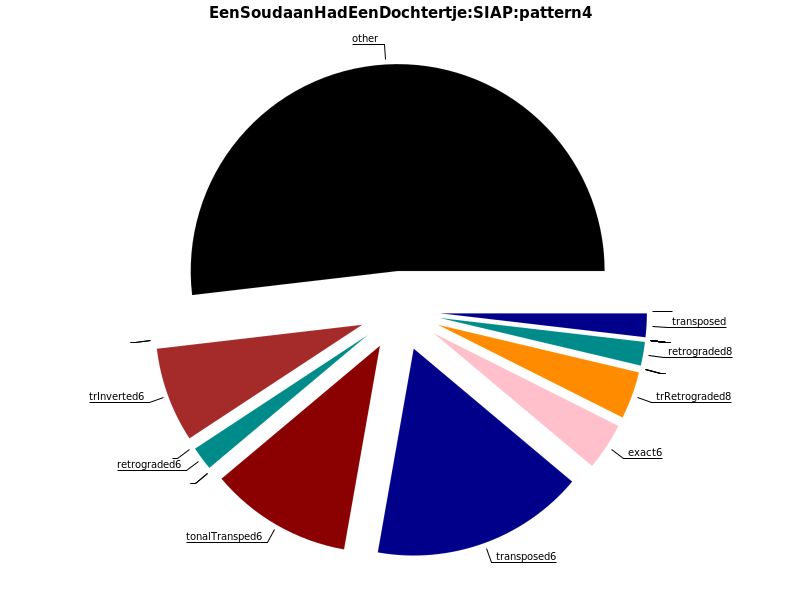 EenSoudaanHadEenDochtertje:SIAP:pattern4
other
transposed
retrograded8
trInverted6
trRetrograded8
exact6
retrograded6
tonalTransped6
transposed6